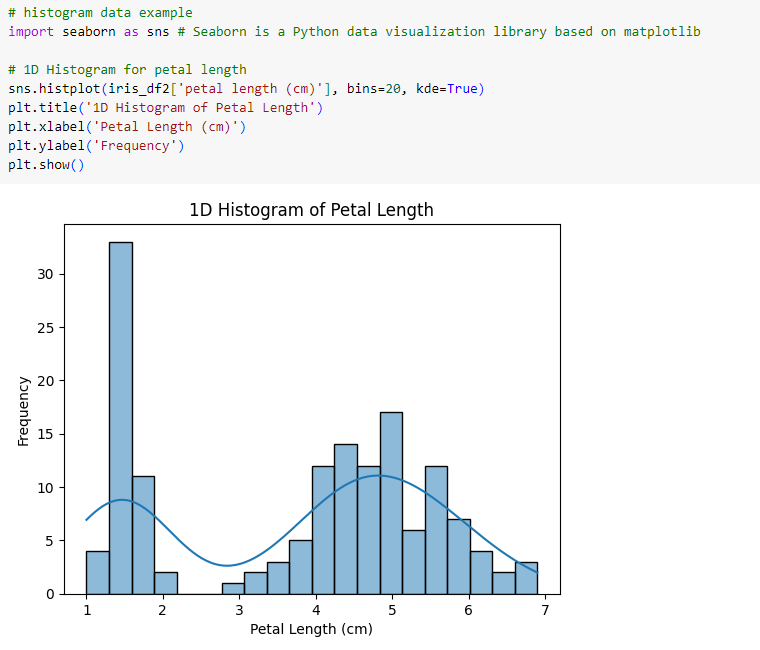 # histogram data example
import seaborn as sns # Seaborn is a Python data visualization library based on matplotlib
# 1D Histogram for petal length
sns.histplot(iris_df2['petal length (cm)'], bins=20, kde=True)
plt.title('1D Histogram of Petal Length')
plt.xlabel('Petal Length (cm)')
plt.ylabel('Frequency')
plt.show()
1D Histogram of Petal Length
Frequency
30
25
20
15
10
5
0
1 2 3 4 5 6 7
Petal Length (cm)